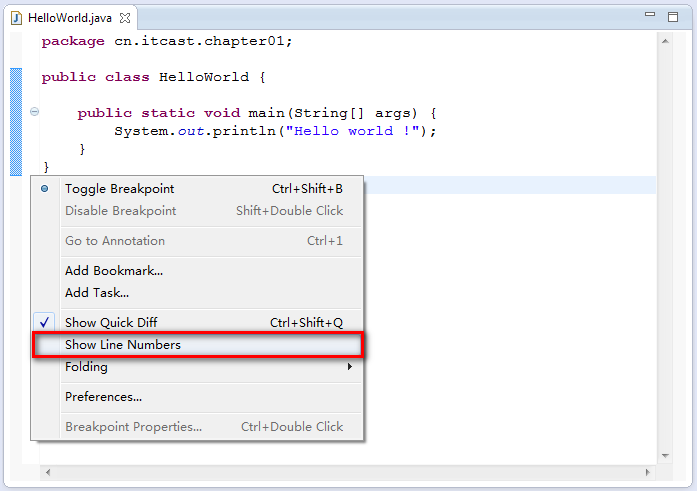 HelloWorld.java
package cn.itcast.chapter01;
public class HelloWorld {
public static void main(String[] args) {
System.out.println("Hello world !");
}
}
Toggle Breakpoint Ctrl+Shift+B
Disable Breakpoint Shift+Double Click
Go to Annotation Ctrl+1
Add Bookmark...
Add Task...
Show Quick Diff Ctrl+Shift+Q
Show Line Numbers
Folding
Preferences...
Breakpoint Properties... Ctrl+Double Click